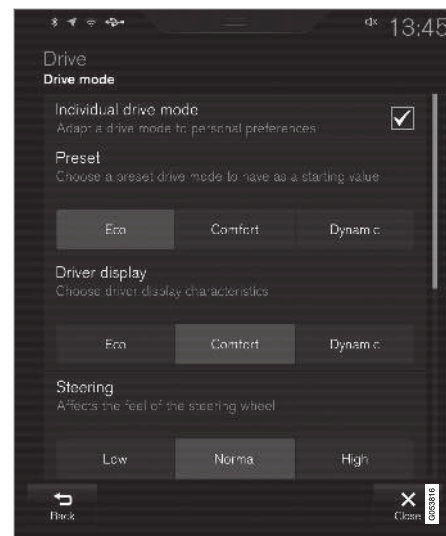 13:45
Drive
Drive mode
Individual drive mode
Adapt a drive mode to personal preferences
Preset
Choose a preset drive mode to have as a starting value
Eco Comfort Dynamic
Driver display
Choose driver display characteristics
Eco Comfort Dynamic
Steering
Affects the feel of the steering wheel
Low Normal High
Back Close
G053816